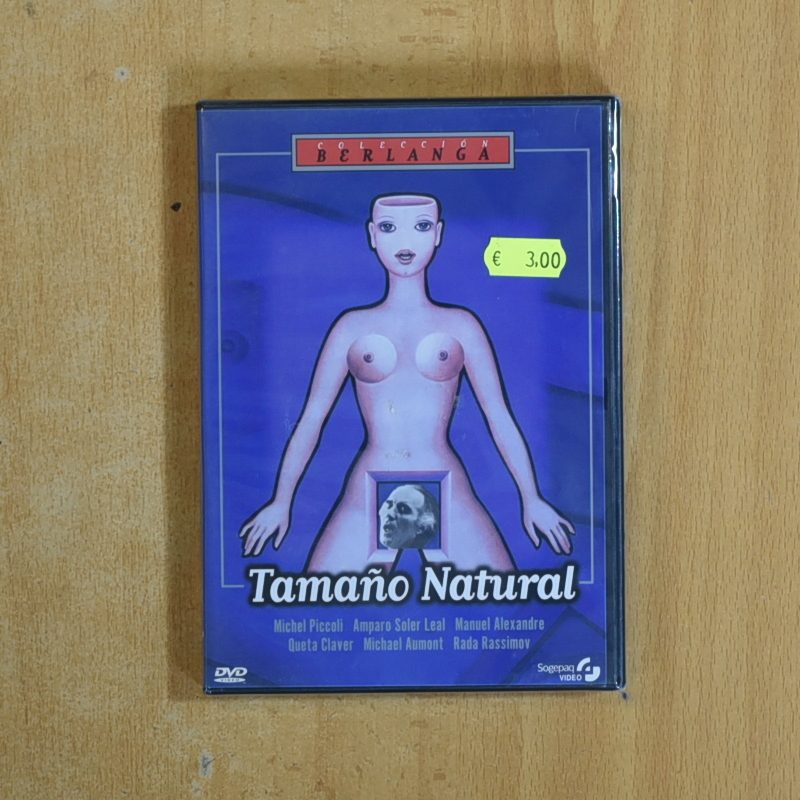 COLECCIÓN
BERLANGA
€ 3,00
Tamaño Natural
Michel Piccoli Amparo Soler Leal Manuel Alexandre
Queta Claver Michael Aumont Rada Rassimov
DVD
VIDEO
Sogepaq
VIDEO